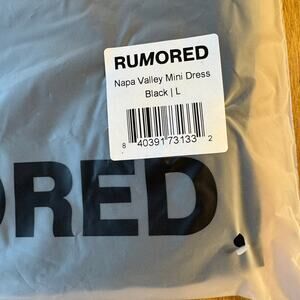 RUMORED
Napa Valley Mini Dress
Black | L
8 40391 73133 2
ORED